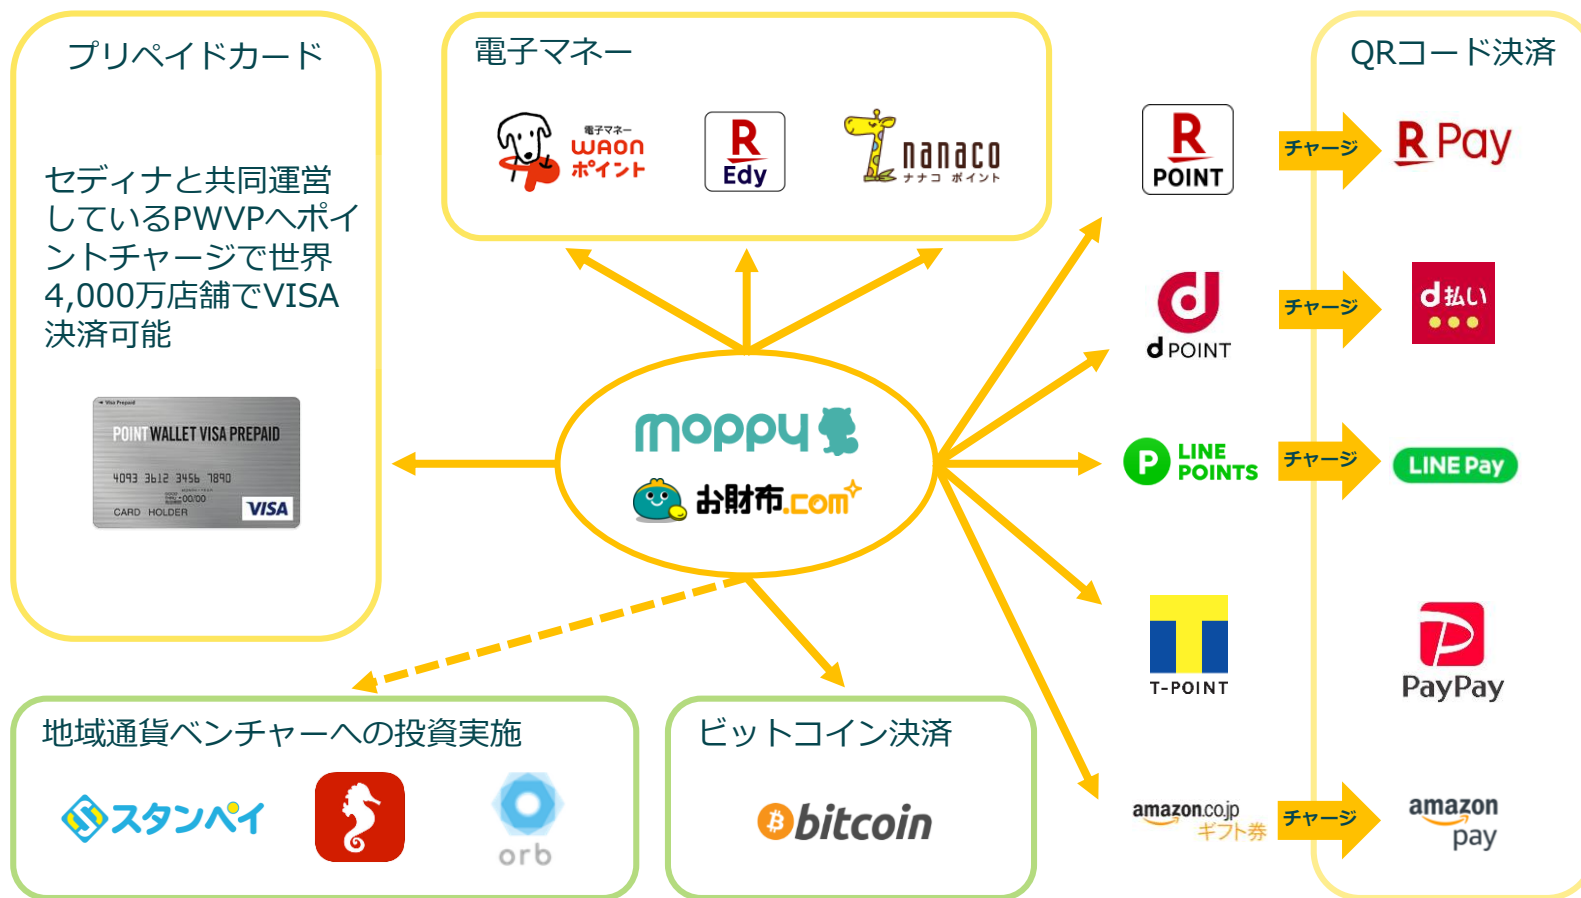 プリペイドカード
セディナと共同運営
しているPWVPへポイ
ントチャージで世界
4,000万店舗でVISA
決済可能
Visa Prepaid
POINT WALLET VISA PREPAID
4093 3612 3456 7890
00/00
CARD HOLDER
VISA
電子マネー
電子マネー
WAON
ポイント
R
Edy
nanaco
ナナコ ポイント
QRコード決済
R
POINT
チャージ
R Pay
d
d POINT
チャージ
d払い
P LINE
POINTS
チャージ
LINE Pay
T-POINT
PayPay
amazon.co.jp
ギフト券
チャージ
amazon
pay
moppy
お財布.com
地域通貨ベンチャーへの投資実施
スタンペイ
orb
ビットコイン決済
bitcoin